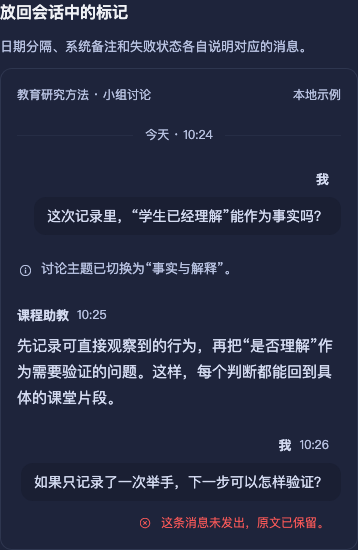 放回会话中的标记
日期分隔、系统备注和失败状态各自说明对应的消息。
教育研究方法 · 小组讨论
本地示例
今天 · 10:24
我
这次记录里，“学生已经理解”能作为事实吗？
讨论主题已切换为“事实与解释”。
课程助教 10:25
先记录可直接观察到的行为，再把“是否理解”作
为需要验证的问题。这样，每个判断都能回到具
体的课堂片段。
我 10:26
如果只记录了一次举手，下一步可以怎样验证？
这条消息未发出，原文已保留。